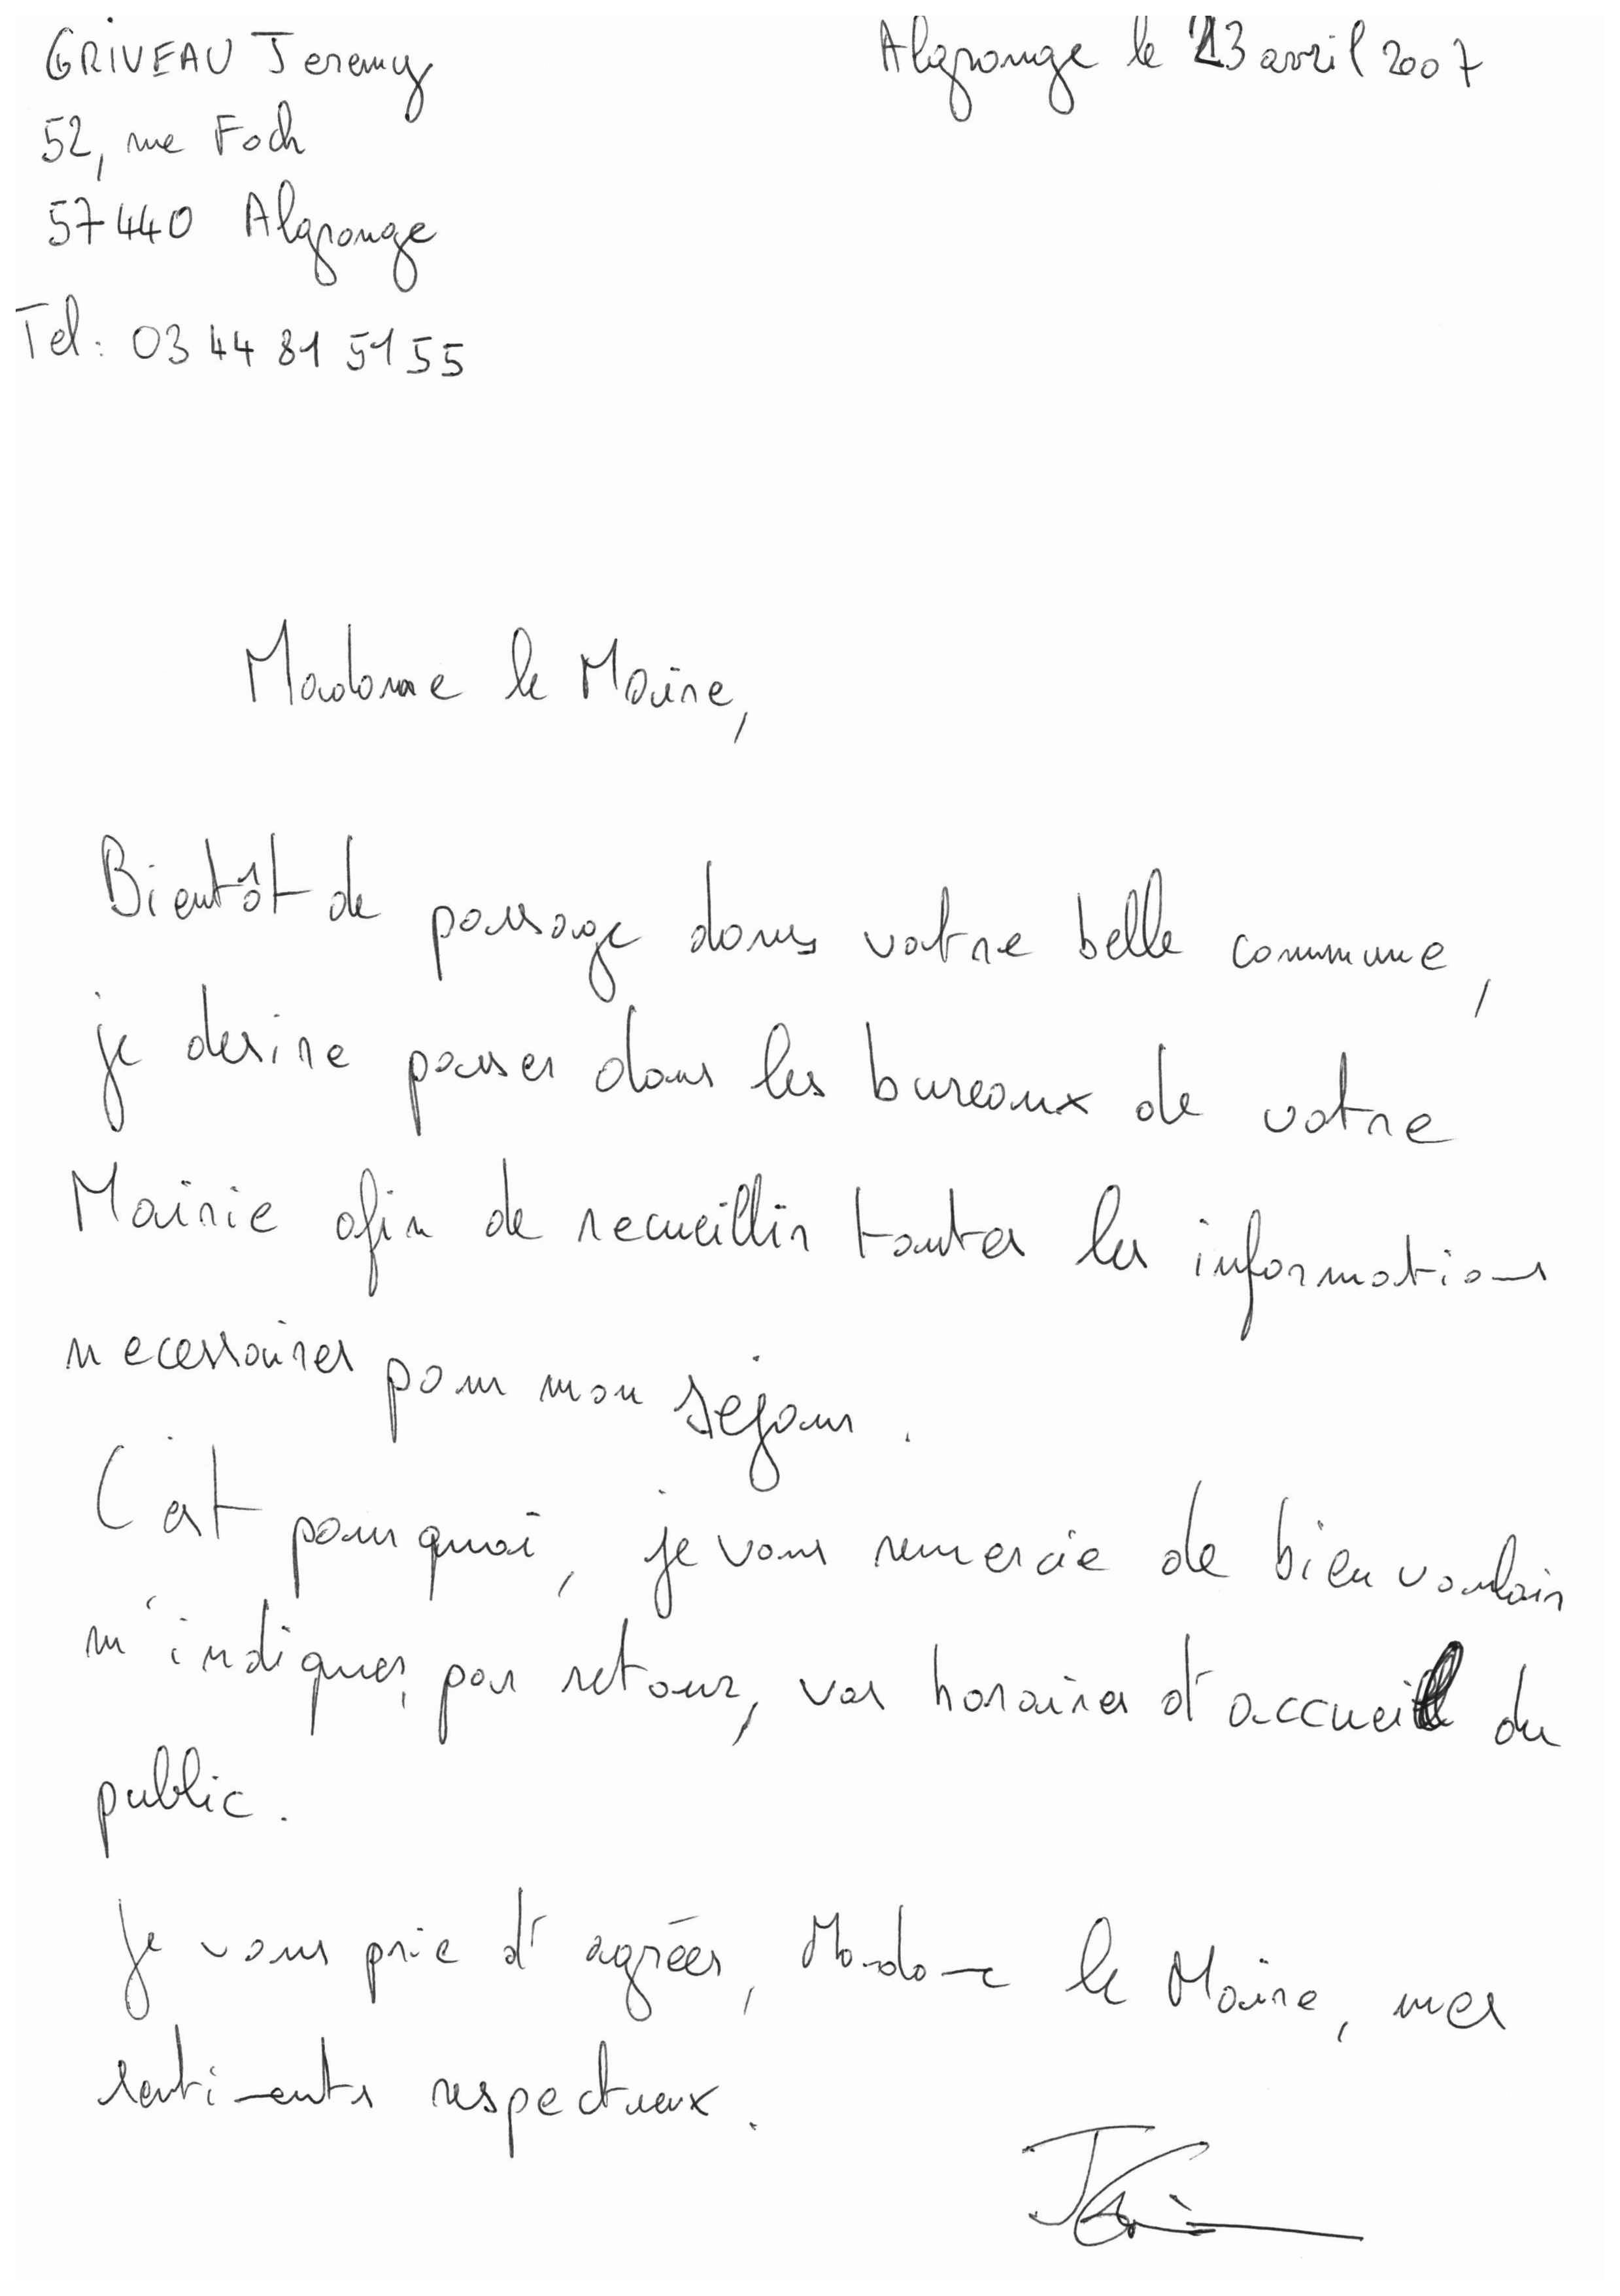 GRIVEAU Jeremy
Algrange le 23 avril 2007
52, rue Foch
57440 Algrange
Tel: 03 44 81 51 55
Madame le Maire,
Bientôt de passage dans votre belle commune,
je desire passer dans les bureaux de votre
Mairie afin de recueillir toutes les informations
necessaires pour mon sejour.
C'est pourquoi, je vous remercie de bien vouloir
m'indiquer, par retour, vos horaires d'accueil du
public.
Je vous prie d'agréer, Madame le Maire, mes
sentiments respectueux.